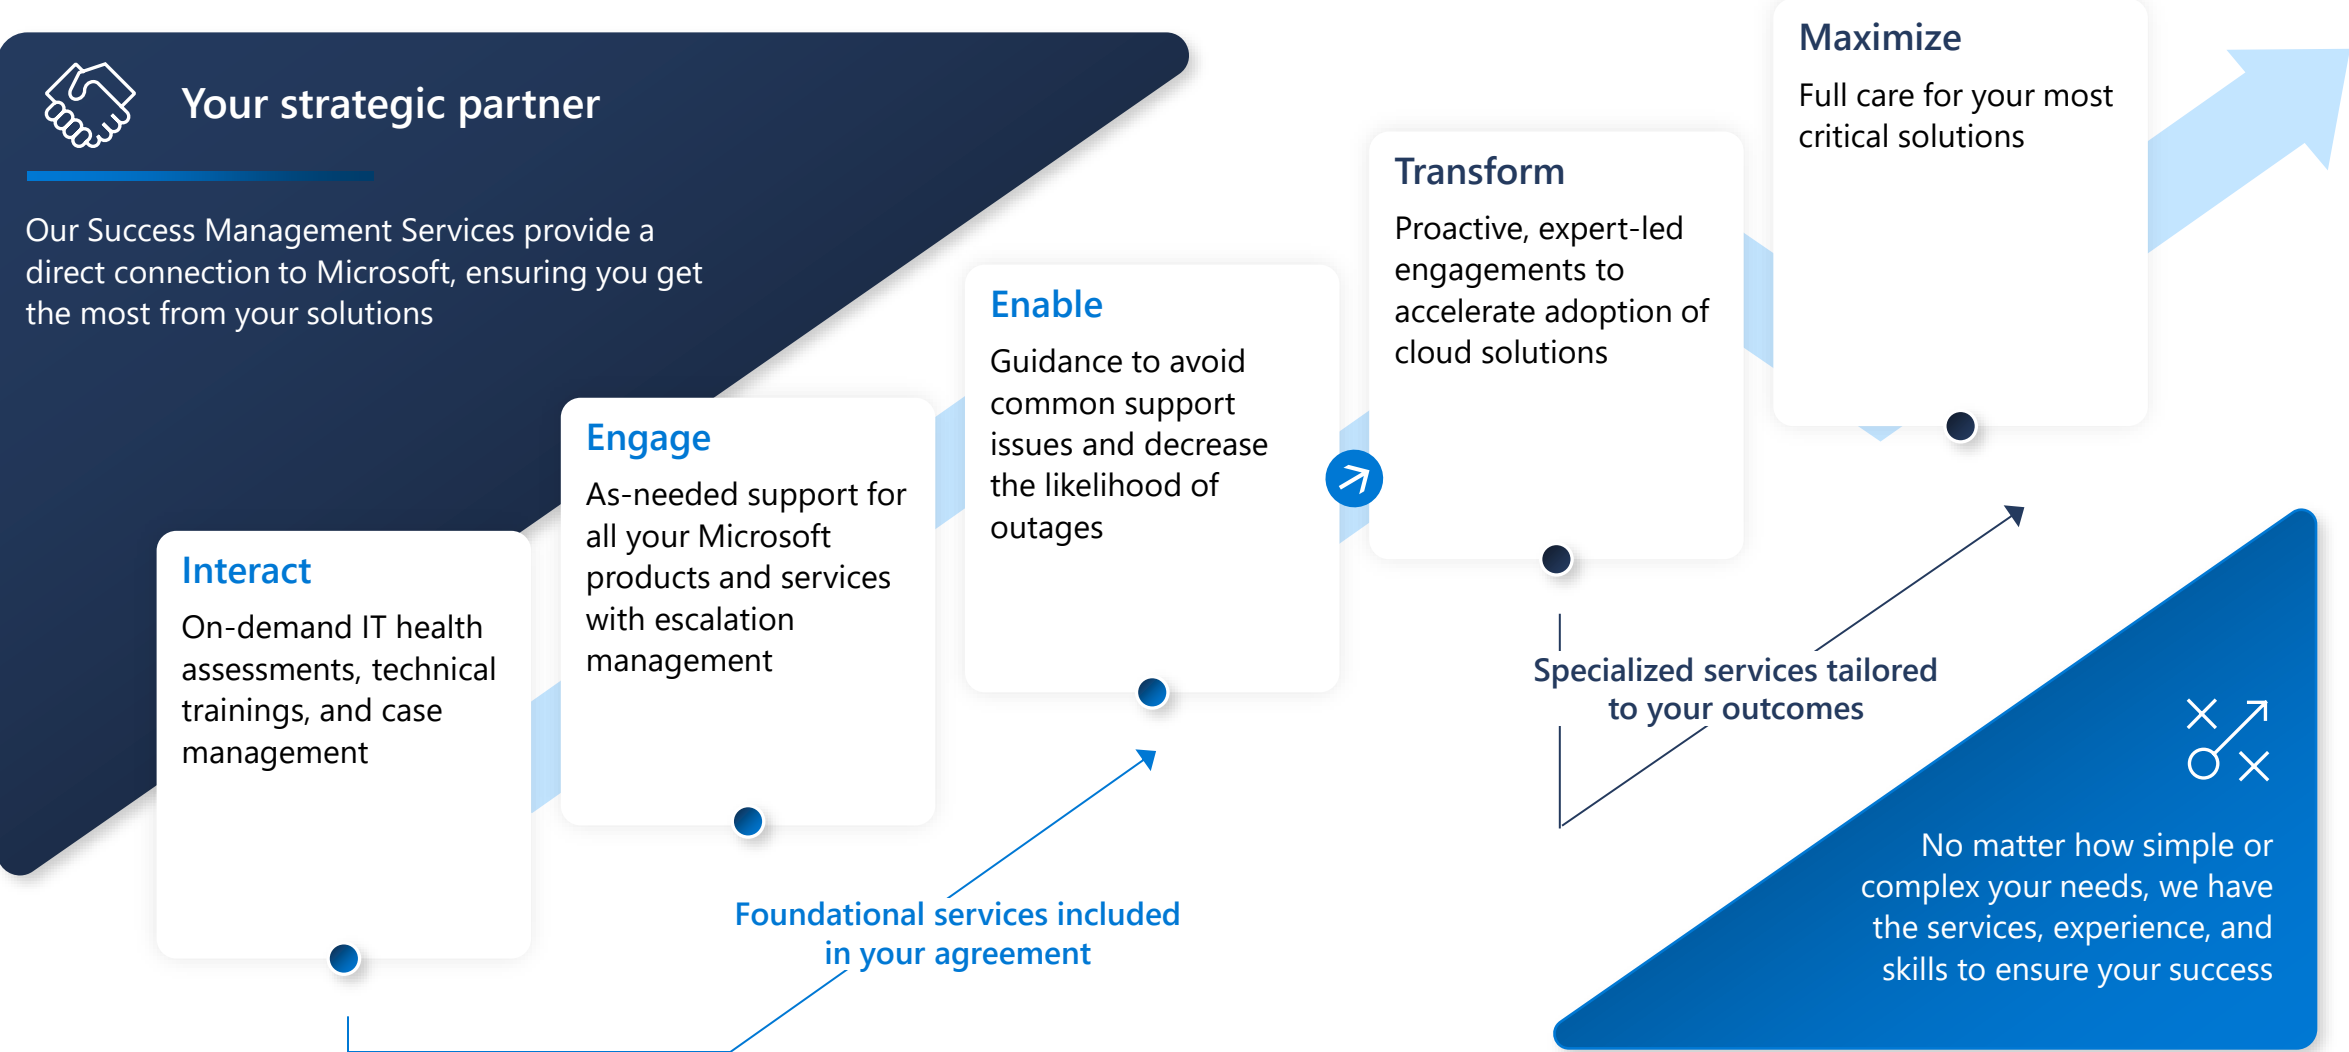 Your strategic partner
Our Success Management Services provide a
direct connection to Microsoft, ensuring you get
the most from your solutions
Interact
On-demand IT health
assessments, technical
trainings, and case
management
Engage
As-needed support for
all your Microsoft
products and services
with escalation
management
Enable
Guidance to avoid
common support
issues and decrease
the likelihood of
outages
Transform
Proactive, expert-led
engagements to
accelerate adoption of
cloud solutions
Maximize
Full care for your most
critical solutions
Foundational services included
in your agreement
Specialized services tailored
to your outcomes
No matter how simple or
complex your needs, we have
the services, experience, and
skills to ensure your success